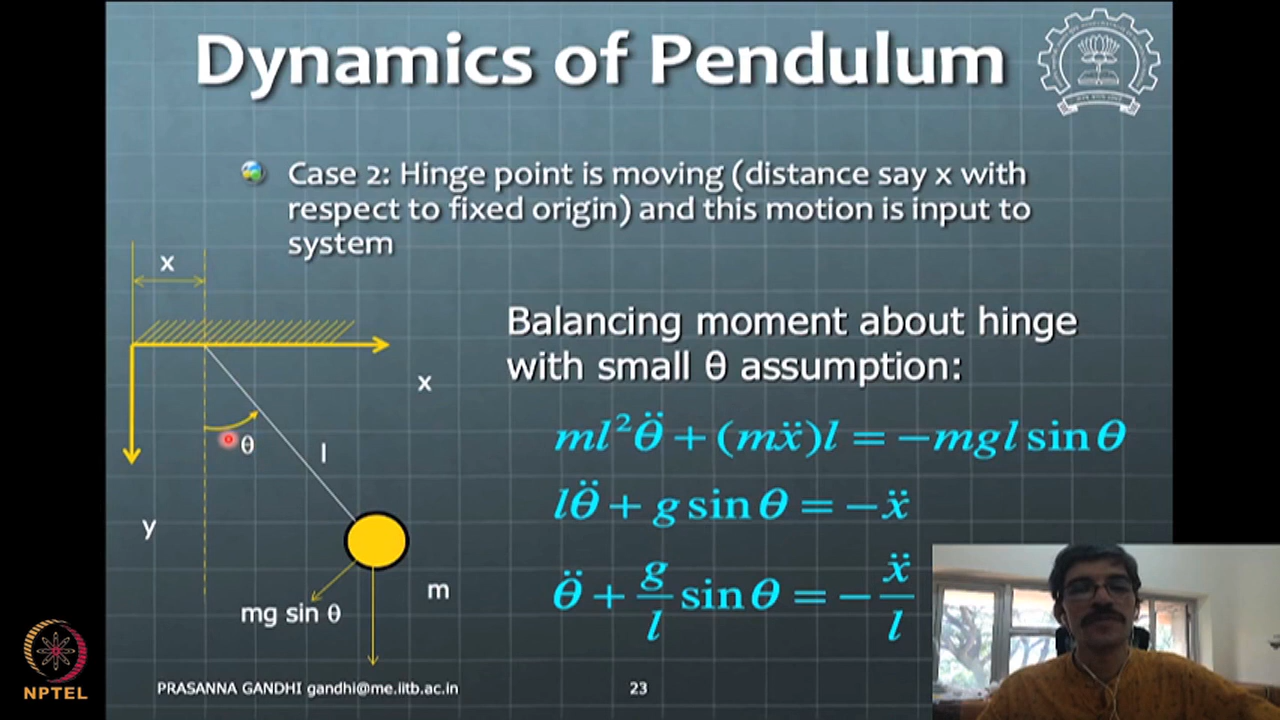 Dynamics of Pendulum
Case 2: Hinge point is moving (distance say x with
respect to fixed origin) and this motion is input to
system
x
x
θ
l
y
m
mg sin θ
Balancing moment about hinge
with small θ assumption:
ml²θ̈ + (mẍ)l = −mgl sin θ
lθ̈ + g sin θ = −ẍ
θ̈ + g/l sin θ = − ẍ/l
NPTEL
PRASANNA GANDHI gandhi@me.iitb.ac.in
23